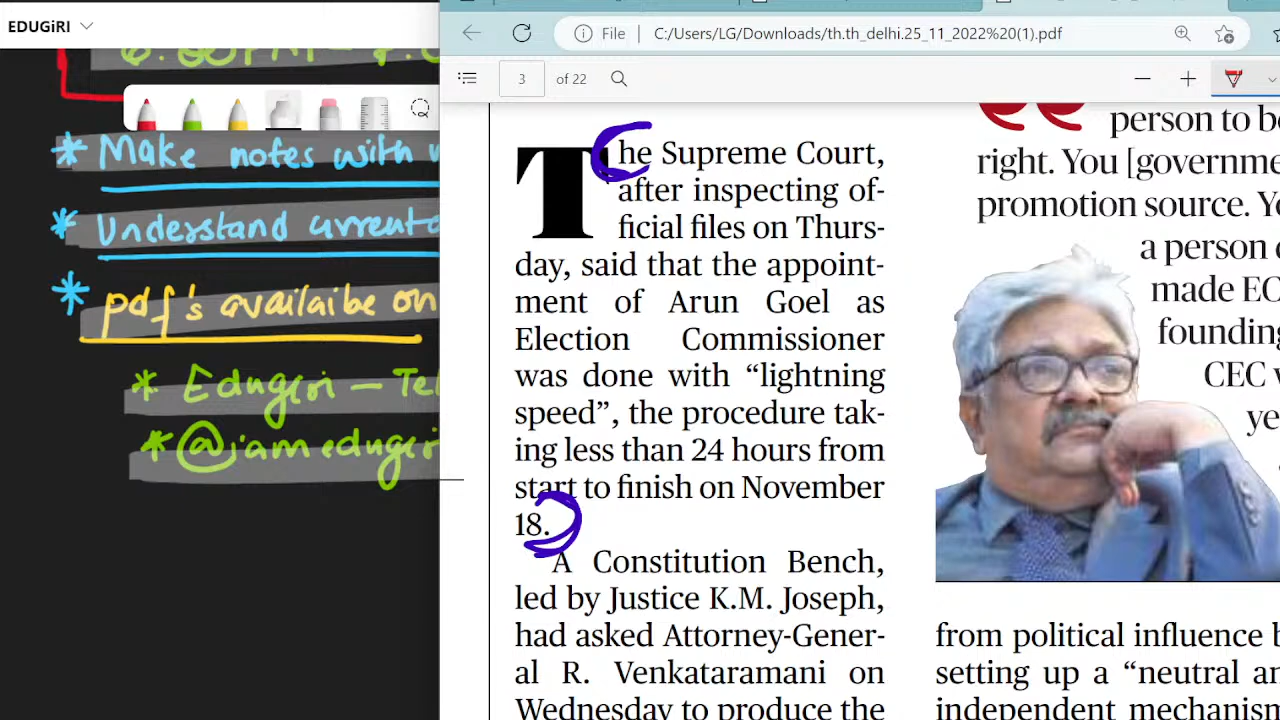 EDUGiRI
* Make notes with
* Understand
* pdf's availaibe on
* Edugiri – Tel
* @iamedugiri
File | C:/Users/LG/Downloads/th.th_delhi.25_11_2022%20(1).pdf
3 of 22
The Supreme Court,
after inspecting of-
ficial files on Thurs-
day, said that the appoint-
ment of Arun Goel as
Election Commissioner
was done with “lightning
speed”, the procedure tak-
ing less than 24 hours from
start to finish on November
18.
A Constitution Bench,
led by Justice K.M. Joseph,
had asked Attorney-Gener-
al R. Venkataramani on
Wednesday to produce the
person to be
right. You [governme
promotion source. Yo
a person
made EC
founding
CEC
ye
from political influence b
setting up a “neutral an
independent mechanism